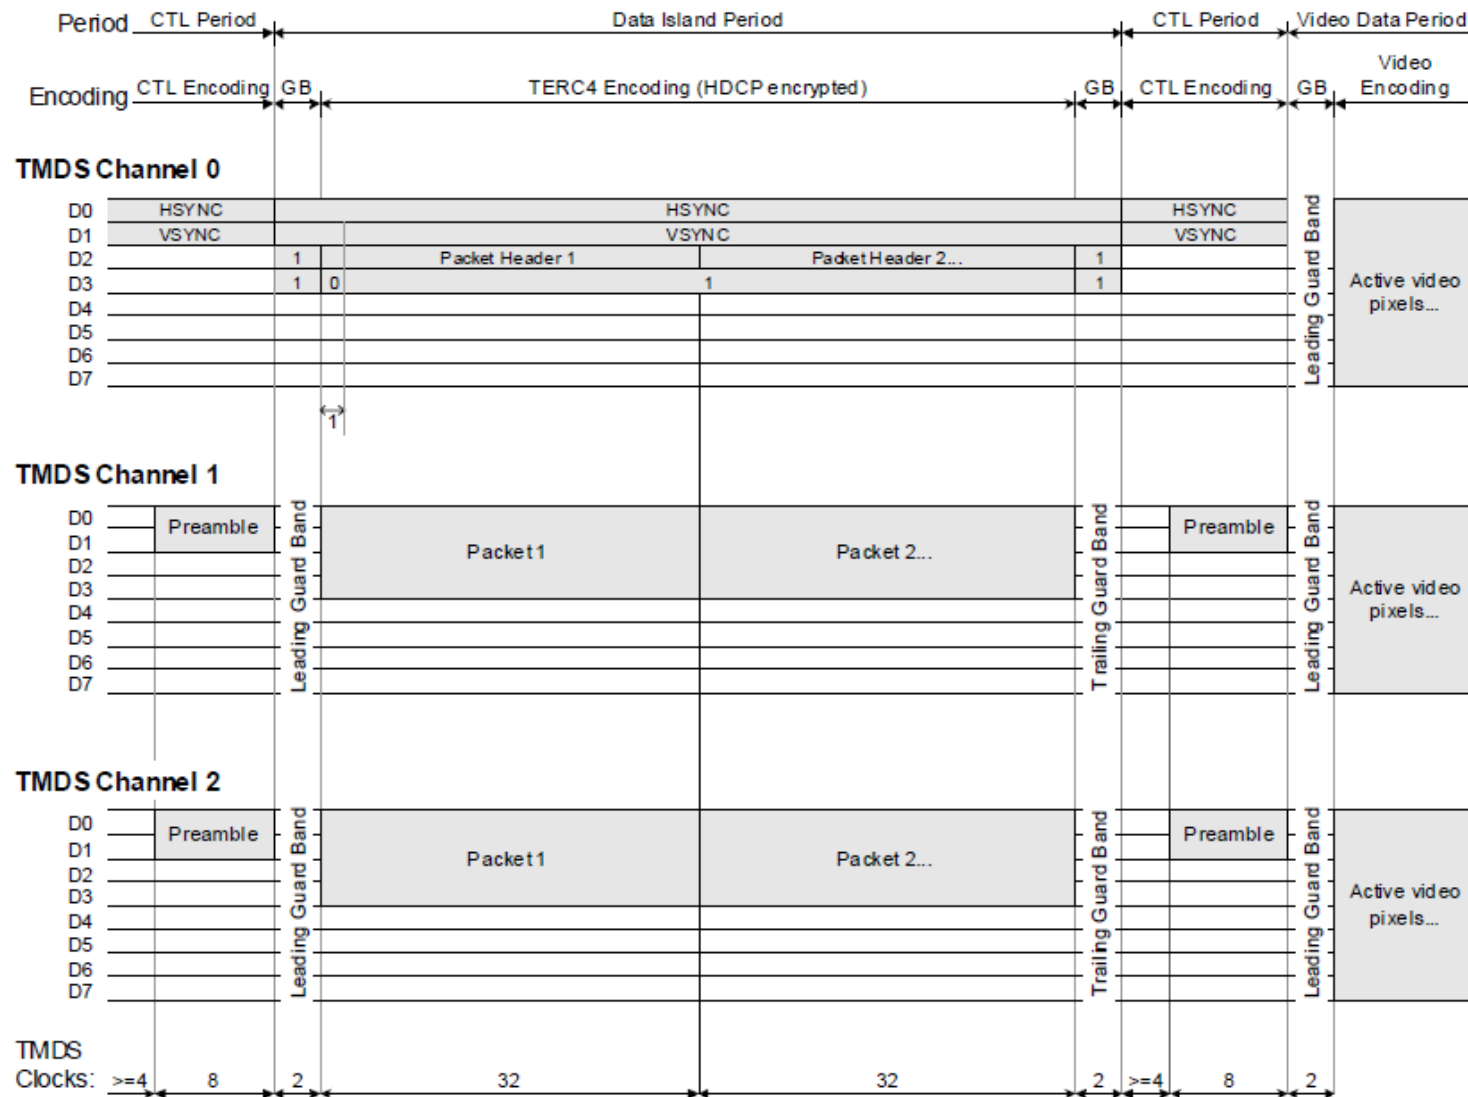 Period CTL Period Data Island Period CTL Period Video Data Period
Encoding CTL Encoding GB TERC4 Encoding (HDCP encrypted) GB CTL Encoding GB Video Encoding
TMDS Channel 0
D0 HSYNC HSYNC HSYNC
D1 VSYNC VSYNC VSYNC
D2 1 Packet Header 1 Packet Header 2... 1
D3 1 0 1 1
D4
D5
D6
D7
Leading Guard Band
Active video
pixels...
1
TMDS Channel 1
D0
D1
D2
D3
D4
D5
D6
D7
Preamble
Leading Guard Band
Packet 1
Packet 2...
Trailing Guard Band
Preamble
Leading Guard Band
Active video
pixels...
TMDS Channel 2
D0
D1
D2
D3
D4
D5
D6
D7
Preamble
Leading Guard Band
Packet 1
Packet 2...
Trailing Guard Band
Preamble
Leading Guard Band
Active video
pixels...
TMDS
Clocks: >=4 8 2 32 32 2 >=4 8 2